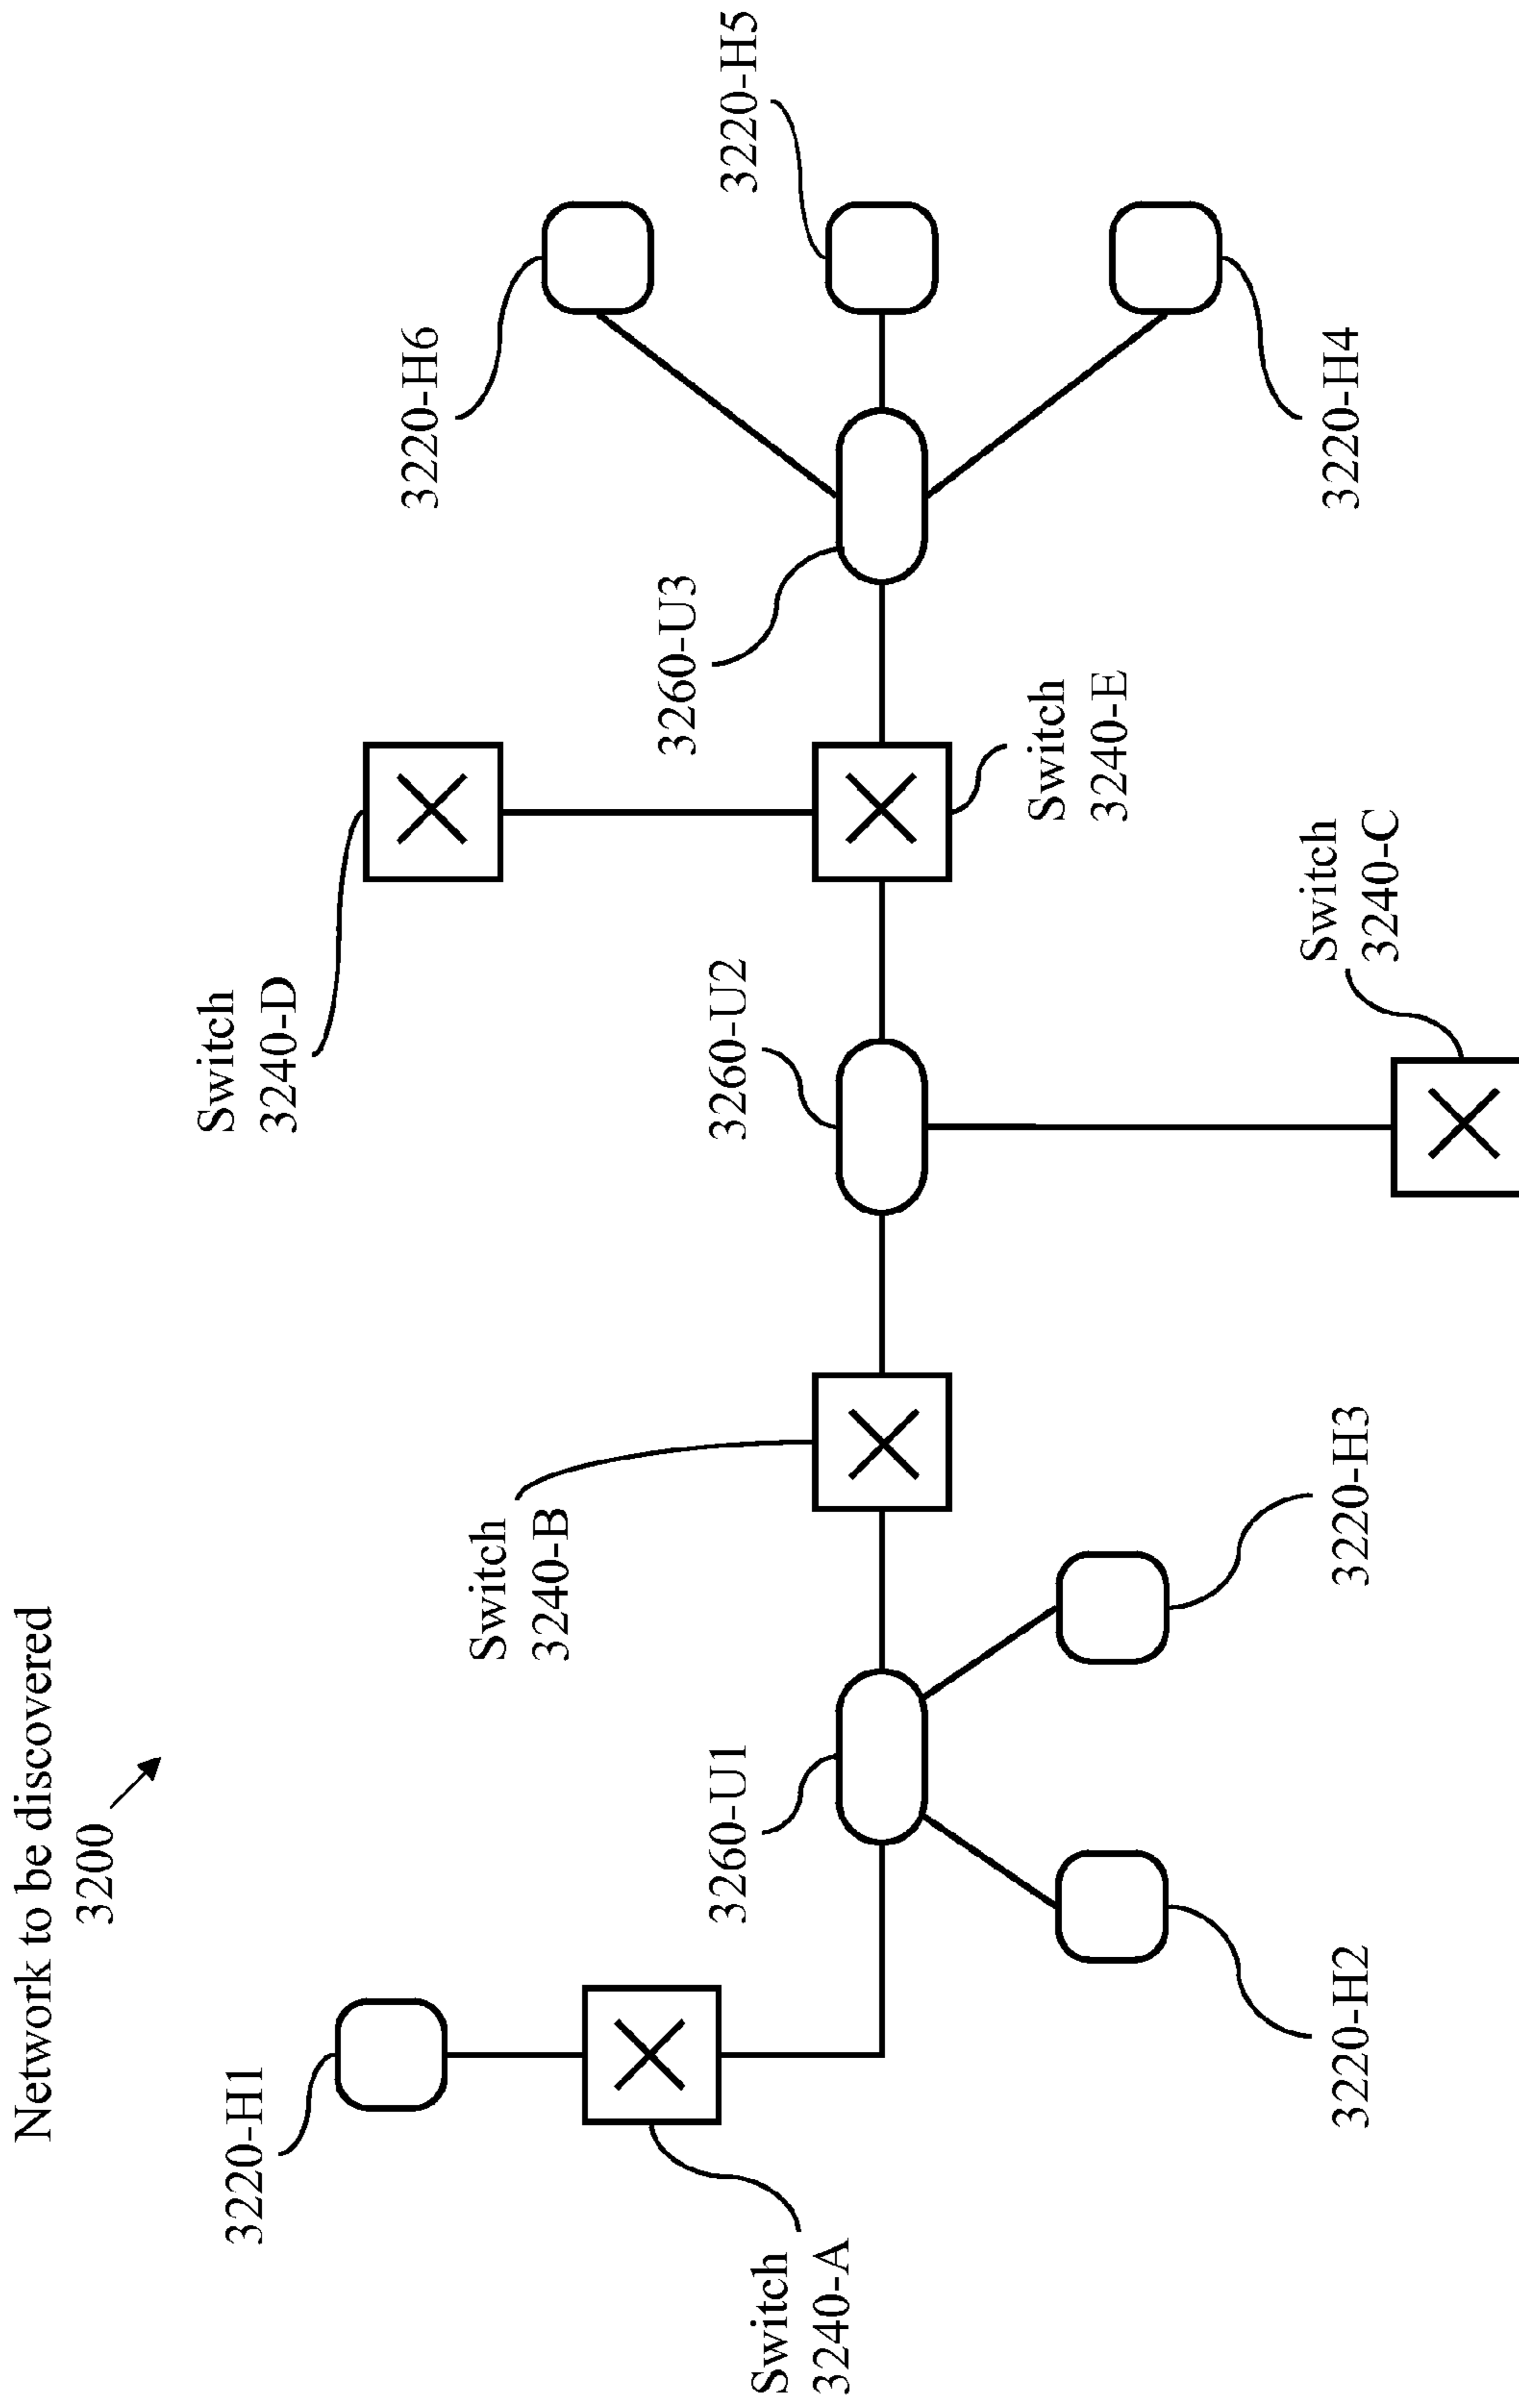 Network to be discovered
3200
3220-H1
Switch
3240-A
3260-U1
3220-H2
3220-H3
Switch
3240-B
3260-U2
Switch
3240-C
Switch
3240-D
Switch
3240-E
3260-U3
3220-H6
3220-H5
3220-H4